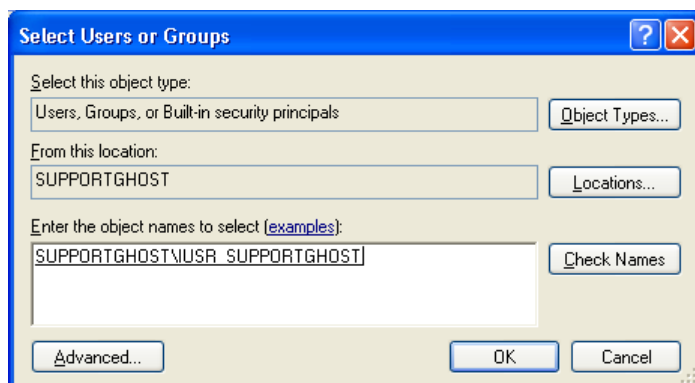 Select Users or Groups
Select this object type:
Users, Groups, or Built-in security principals
Object Types...
From this location:
SUPPORTGHOST
Locations...
Enter the object names to select (examples):
SUPPORTGHOST\IUSR_SUPPORTGHOST
Check Names
Advanced...
OK
Cancel